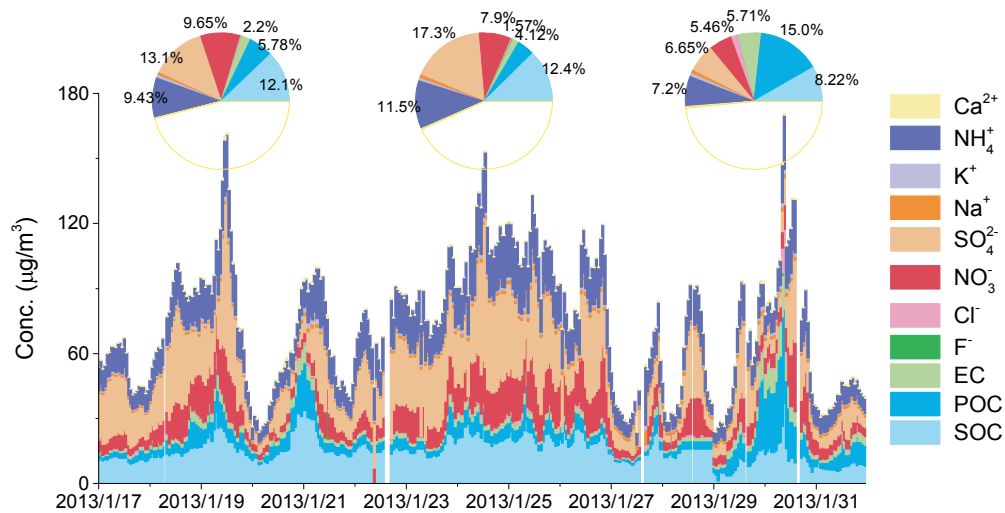 9.65%
2.2%
5.78%
12.1%
13.1%
9.43%
7.9%
1.57%
4.12%
12.4%
17.3%
11.5%
5.71%
5.46%
15.0%
8.22%
6.65%
7.2%
180
120
60
0
Conc. (μg/m³)
2013/1/17 2013/1/19 2013/1/21 2013/1/23 2013/1/25 2013/1/27 2013/1/29 2013/1/31
Ca²⁺
NH₄⁺
K⁺
Na⁺
SO₄²⁻
NO₃⁻
Cl⁻
F⁻
EC
POC
SOC